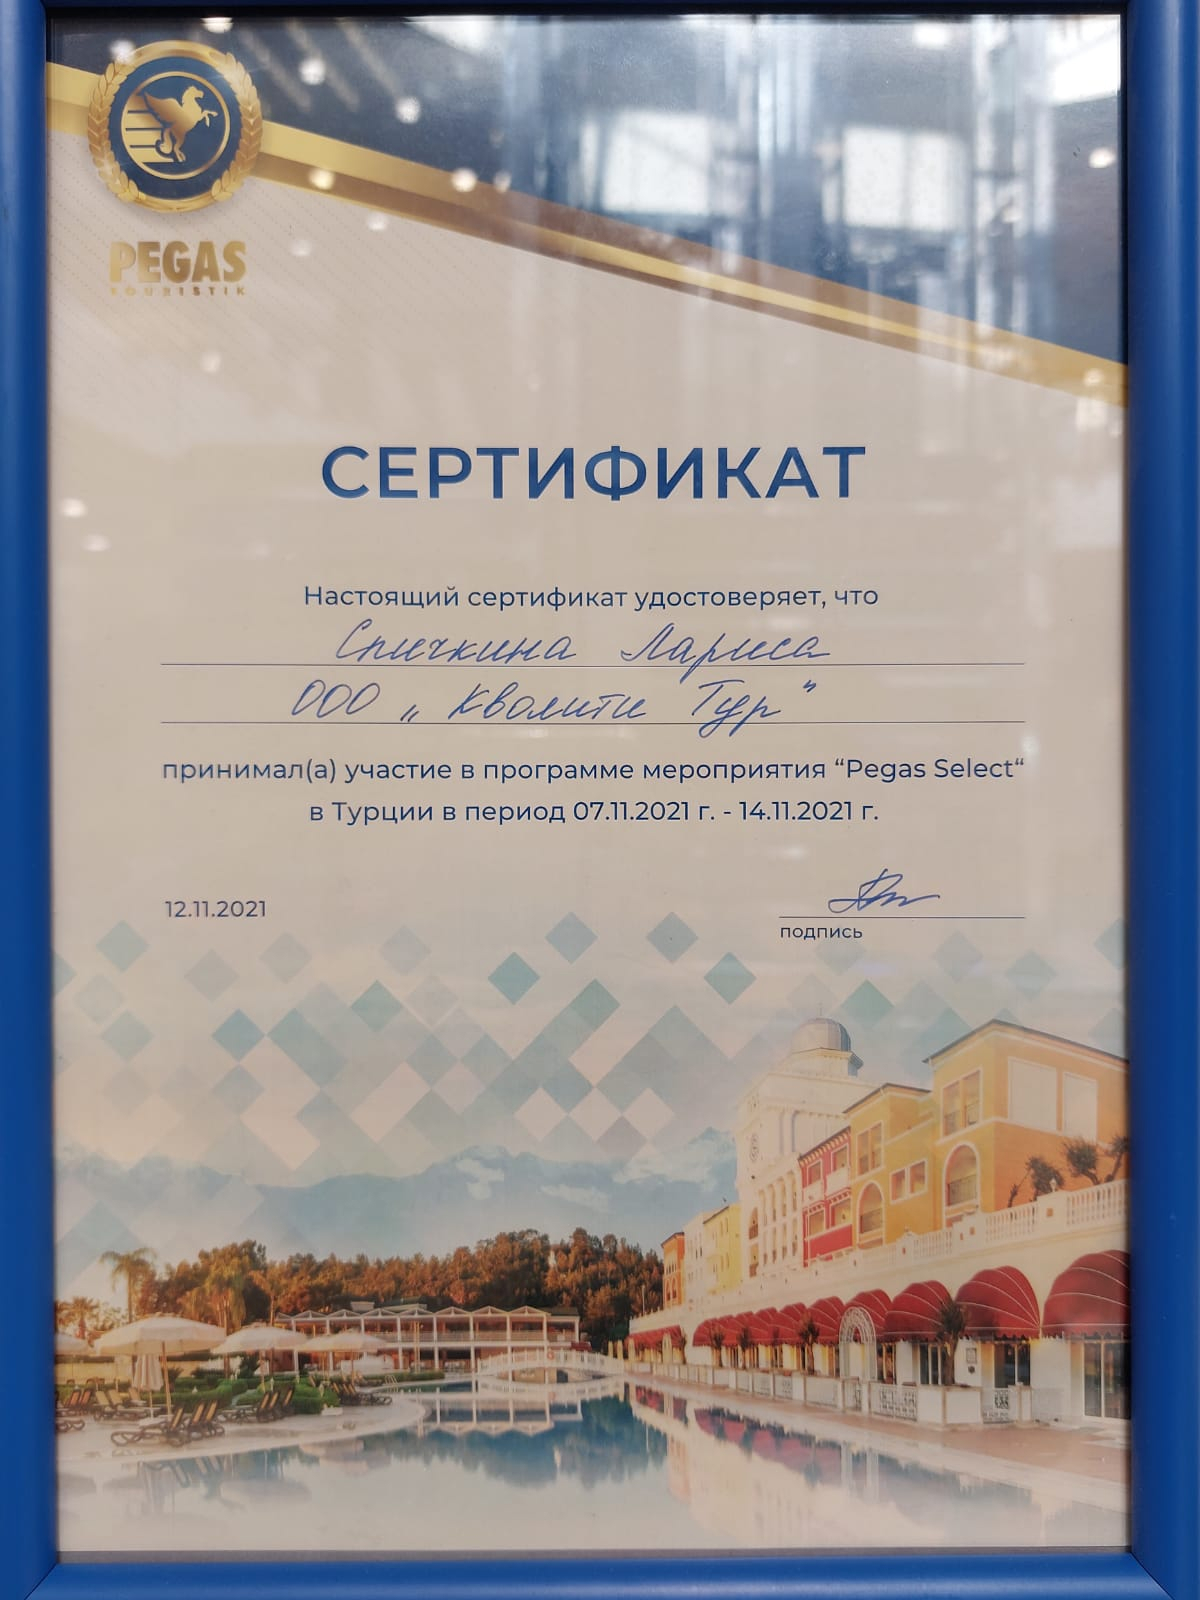 PEGAS
TOURISTIK
СЕРТИФИКАТ
Настоящий сертификат удостоверяет, что
Спичкина Лариса
ООО „Кволити Тур"
принимал(а) участие в программе мероприятия “Pegas Select“
в Турции в период 07.11.2021 г. - 14.11.2021 г.
12.11.2021
подпись